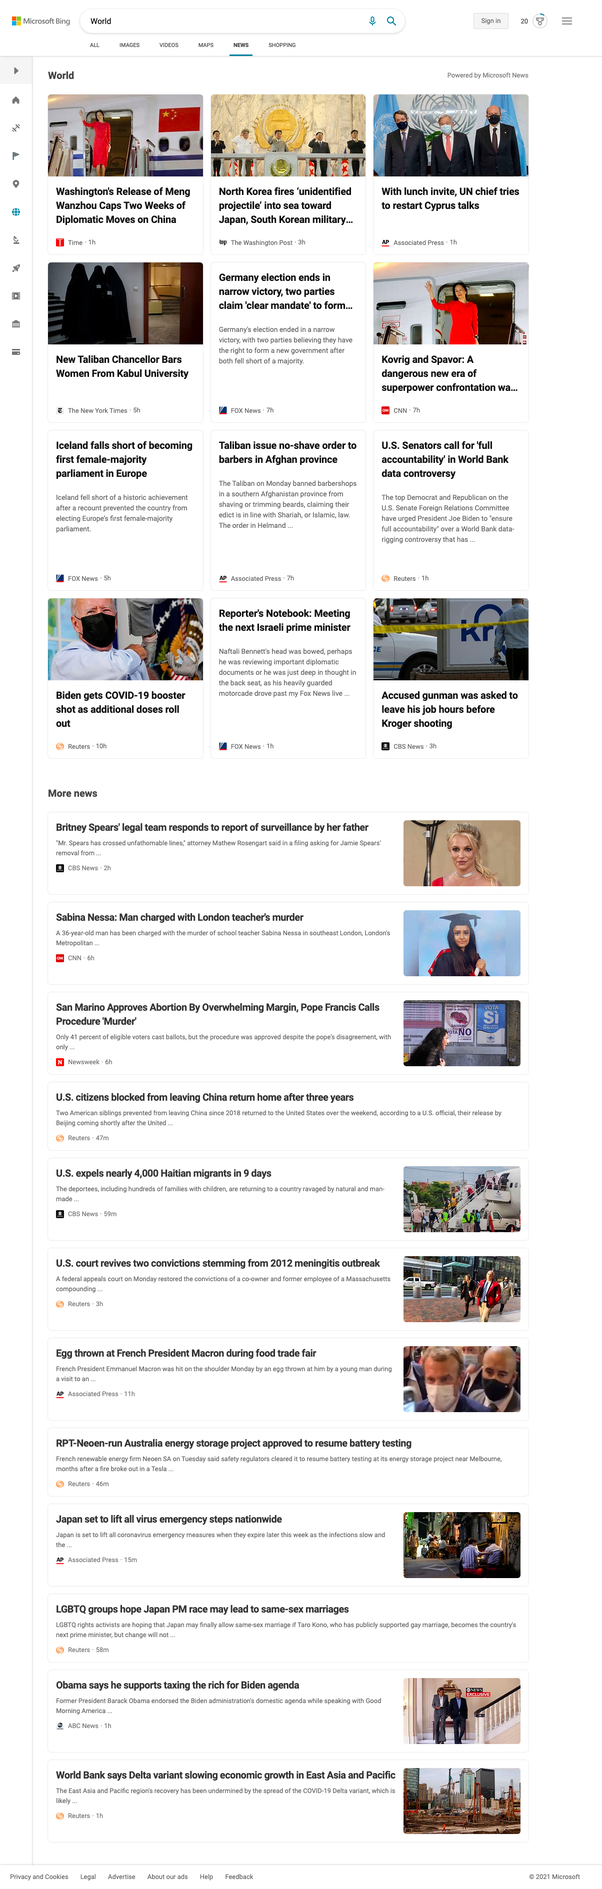 Microsoft Bing
World
Sign in
20
ALL IMAGES VIDEOS MAPS NEWS SHOPPING
World
Powered by Microsoft News
Washington's Release of Meng
Wanzhou Caps Two Weeks of
Diplomatic Moves on China
Time · 1h
North Korea fires 'unidentified
projectile' into sea toward
Japan, South Korean military...
wp The Washington Post · 3h
With lunch invite, UN chief tries
to restart Cyprus talks
AP Associated Press · 1h
New Taliban Chancellor Bars
Women From Kabul University
The New York Times · 5h
Germany election ends in
narrow victory, two parties
claim 'clear mandate' to form...
Germany's election ended in a narrow
victory, with two parties believing they have
the right to form a new government after
both fell short of a majority.
FOX News · 7h
Kovrig and Spavor: A
dangerous new era of
superpower confrontation wa...
CNN · 7h
Iceland falls short of becoming
first female-majority
parliament in Europe
Iceland fell short of a historic achievement
after a recount prevented the country from
electing Europe's first female-majority
parliament.
FOX News · 5h
Taliban issue no-shave order to
barbers in Afghan province
The Taliban on Monday banned barbershops
in a southern Afghanistan province from
shaving or trimming beards, claiming their
edict is in line with Shariah, or Islamic, law.
The order in Helmand ...
AP Associated Press · 7h
U.S. Senators call for 'full
accountability' in World Bank
data controversy
The top Democrat and Republican on the
U.S. Senate Foreign Relations Committee
have urged President Joe Biden to "ensure
full accountability" over a World Bank data-
rigging controversy that has ...
Reuters · 1h
Biden gets COVID-19 booster
shot as additional doses roll
out
Reuters · 10h
Reporter's Notebook: Meeting
the next Israeli prime minister
Naftali Bennett's head was bowed, perhaps
he was reviewing important diplomatic
documents or he was just deep in thought in
the back seat, as his heavily guarded
motorcade drove past my Fox News live ...
FOX News · 1h
Accused gunman was asked to
leave his job hours before
Kroger shooting
CBS News · 3h
More news
Britney Spears' legal team responds to report of surveillance by her father
"Mr. Spears has crossed unfathomable lines," attorney Mathew Rosengart said in a filing asking for Jamie Spears'
removal from ...
CBS News · 2h
Sabina Nessa: Man charged with London teacher's murder
A 36-year-old man has been charged with the murder of school teacher Sabina Nessa in southeast London, London's
Metropolitan ...
CNN · 6h
San Marino Approves Abortion By Overwhelming Margin, Pope Francis Calls
Procedure 'Murder'
Only 41 percent of eligible voters cast ballots, but the procedure was approved despite the pope's disagreement, with
only ...
N Newsweek · 6h
NO
Sì
U.S. citizens blocked from leaving China return home after three years
Two American siblings prevented from leaving China since 2018 returned to the United States over the weekend, according to a U.S. official, their release by
Beijing coming shortly after the United ...
Reuters · 47m
U.S. expels nearly 4,000 Haitian migrants in 9 days
The deportees, including hundreds of families with children, are returning to a country ravaged by natural and man-
made ...
CBS News · 59m
U.S. court revives two convictions stemming from 2012 meningitis outbreak
A federal appeals court on Monday restored the convictions of a co-owner and former employee of a Massachusetts
compounding ...
Reuters · 3h
Egg thrown at French President Macron during food trade fair
French President Emmanuel Macron was hit on the shoulder Monday by an egg thrown at him by a young man during
a visit to an ...
AP Associated Press · 11h
RPT-Neoen-run Australia energy storage project approved to resume battery testing
French renewable energy firm Neoen SA on Tuesday said safety regulators cleared it to resume battery testing at its energy storage project near Melbourne,
months after a fire broke out in a Tesla ...
Reuters · 46m
Japan set to lift all virus emergency steps nationwide
Japan is set to lift all coronavirus emergency measures when they expire later this week as the infections slow and
the ...
AP Associated Press · 15m
LGBTQ groups hope Japan PM race may lead to same-sex marriages
LGBTQ rights activists are hoping that Japan may finally allow same-sex marriage if Taro Kono, who has publicly supported gay marriage, becomes the country's
next prime minister, but change will not ...
Reuters · 58m
Obama says he supports taxing the rich for Biden agenda
Former President Barack Obama endorsed the Biden administration's domestic agenda while speaking with Good
Morning America ...
ABC News · 1h
NEWS
EXCLUSIVE
World Bank says Delta variant slowing economic growth in East Asia and Pacific
The East Asia and Pacific region's recovery has been undermined by the spread of the COVID-19 Delta variant, which is
likely ...
Reuters · 1h
Privacy and Cookies Legal Advertise About our ads Help Feedback
© 2021 Microsoft